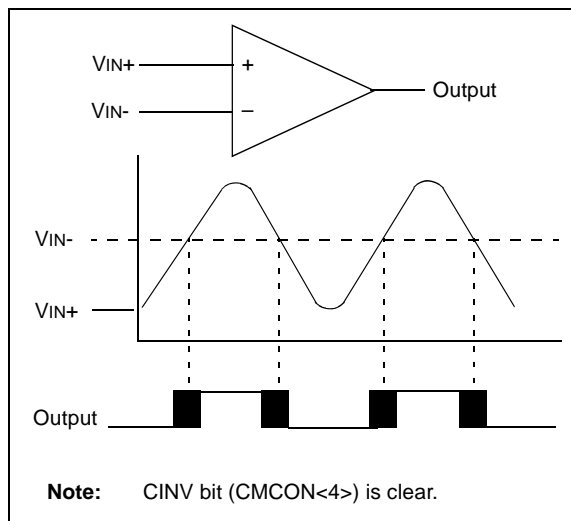 VIN+
+
Output
VIN-
–
VIN-
VIN+
Output
Note: CINV bit (CMCON<4>) is clear.